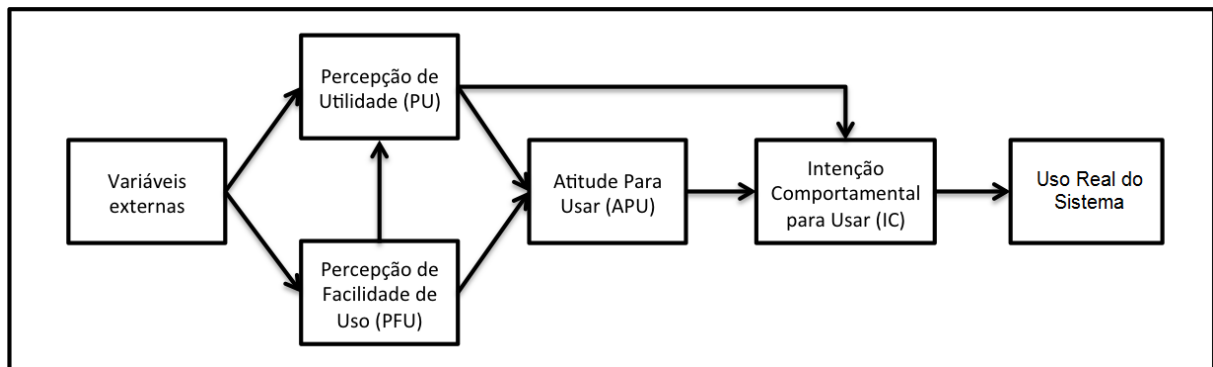 Variáveis
externas
Percepção de
Utilidade (PU)
Percepção de
Facilidade de
Uso (PFU)
Atitude Para
Usar (APU)
Intenção
Comportamental
para Usar (IC)
Uso Real do
Sistema